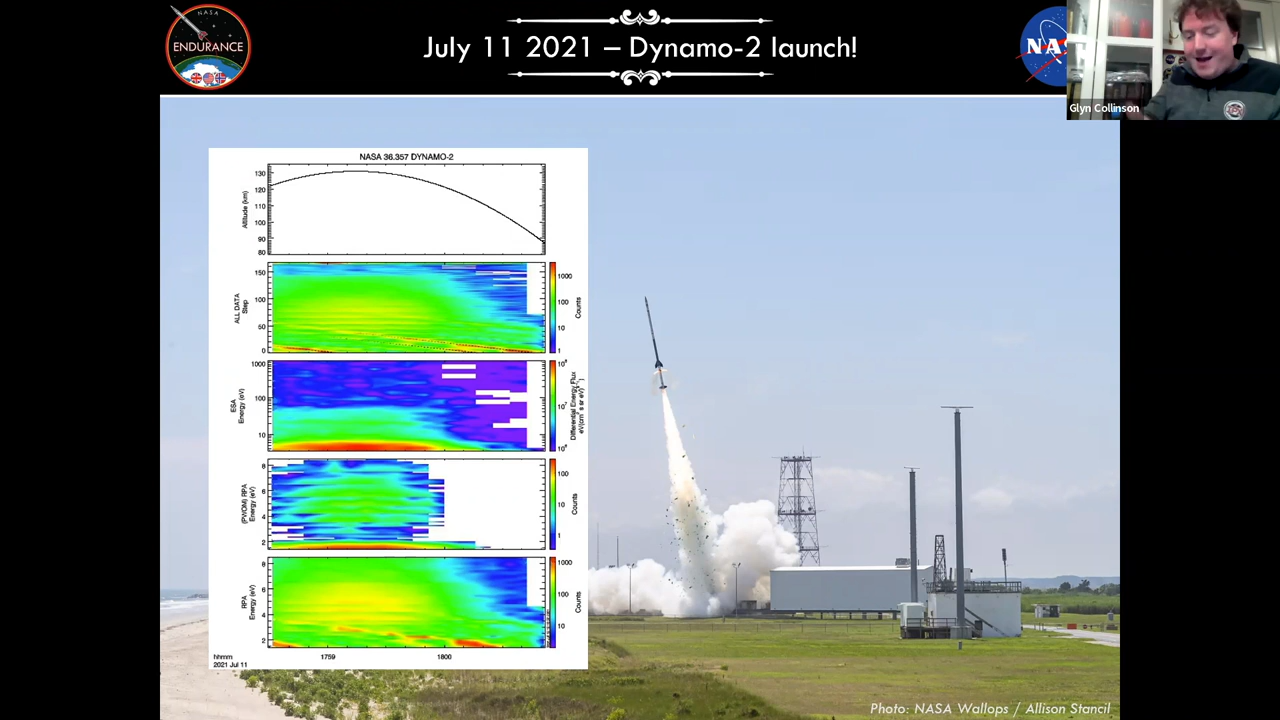 NASA
ENDURANCE
July 11 2021 – Dynamo-2 launch!
NAS
Glyn Collinson
NASA 36.357 DYNAMO-2
130
120
110
100
90
80
Altitude (km)
150
100
50
0
ALL DATA
Step
1000
100
10
1
Counts
1000
100
10
ESA
Energy (eV)
Differential Energy Flux
8
6
4
2
(PWOM) RPA
Energy (eV)
100
10
1
Counts
8
6
4
2
RPA
Energy (eV)
1000
100
10
Counts
hhmm
2021 Jul 11
1759
1800
Photo: NASA Wallops / Allison Stancil